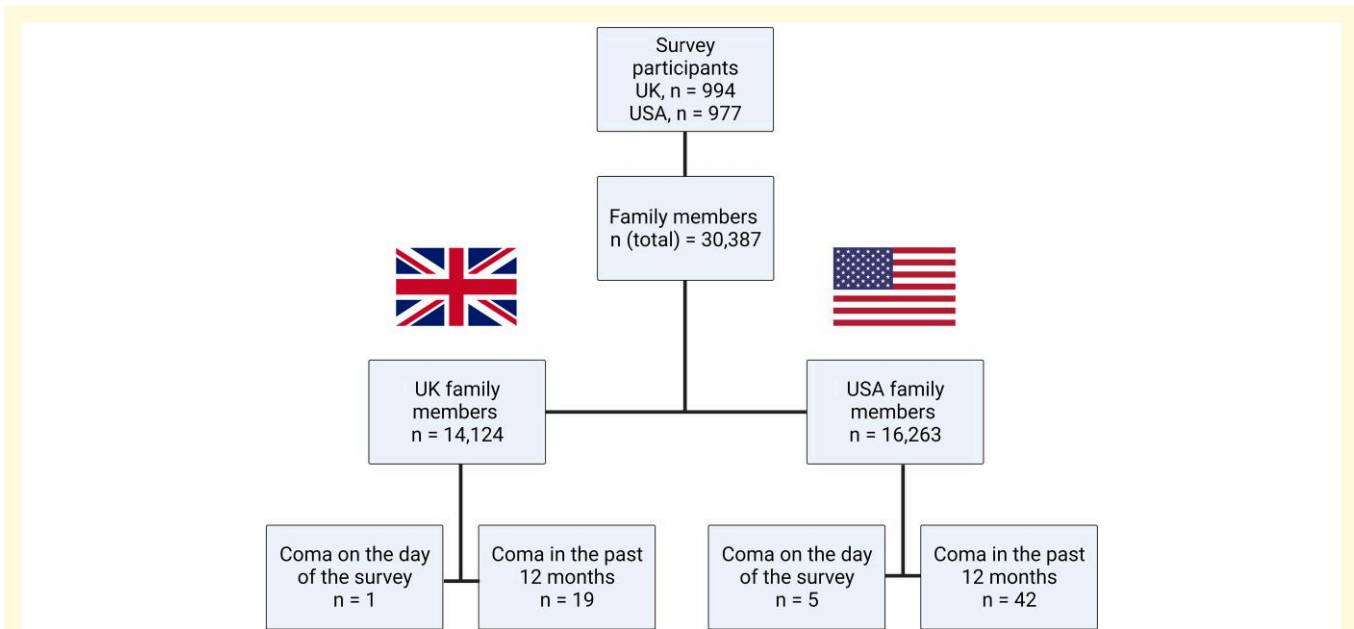 Survey
participants
UK, n = 994
USA, n = 977
Family members
n (total) = 30,387
UK family
members
n = 14,124
USA family
members
n = 16,263
Coma on the day
of the survey
n = 1
Coma in the past
12 months
n = 19
Coma on the day
of the survey
n = 5
Coma in the past
12 months
n = 42